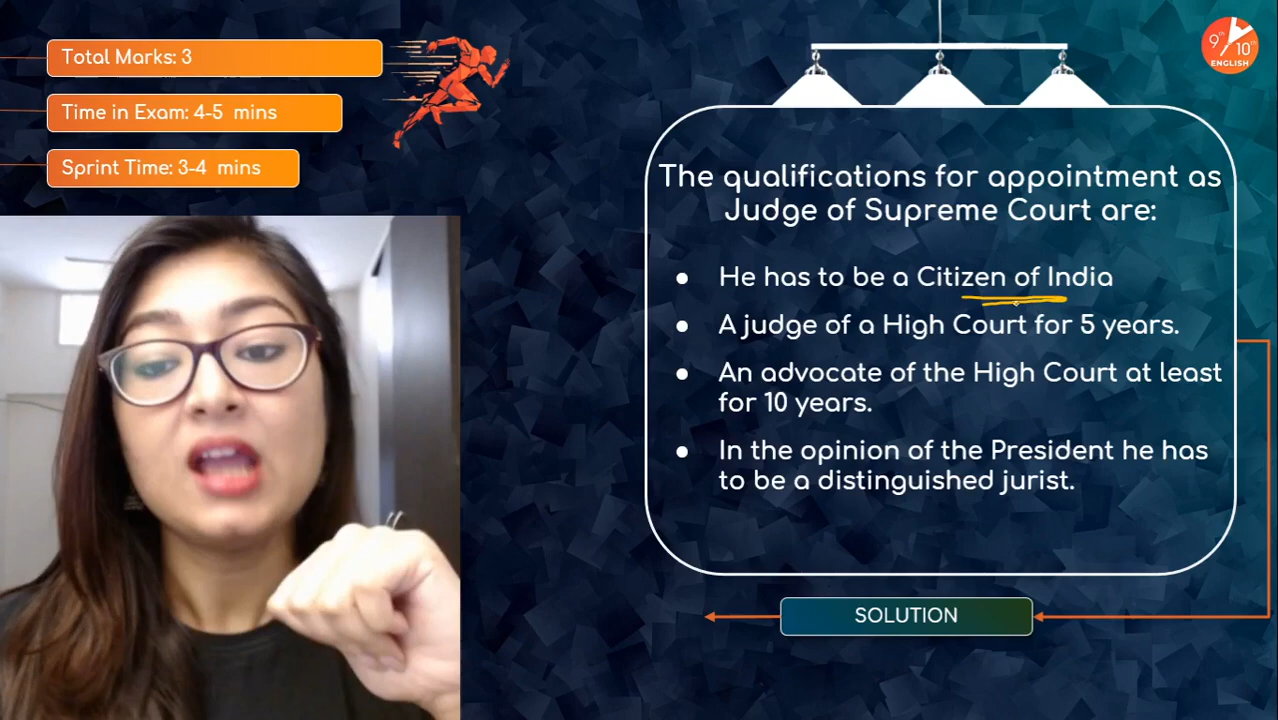 Total Marks: 3
Time in Exam: 4-5 mins
Sprint Time: 3-4 mins
9th 10th
ENGLISH
The qualifications for appointment as
Judge of Supreme Court are:
● He has to be a Citizen of India
● A judge of a High Court for 5 years.
● An advocate of the High Court at least
for 10 years.
● In the opinion of the President he has
to be a distinguished jurist.
SOLUTION